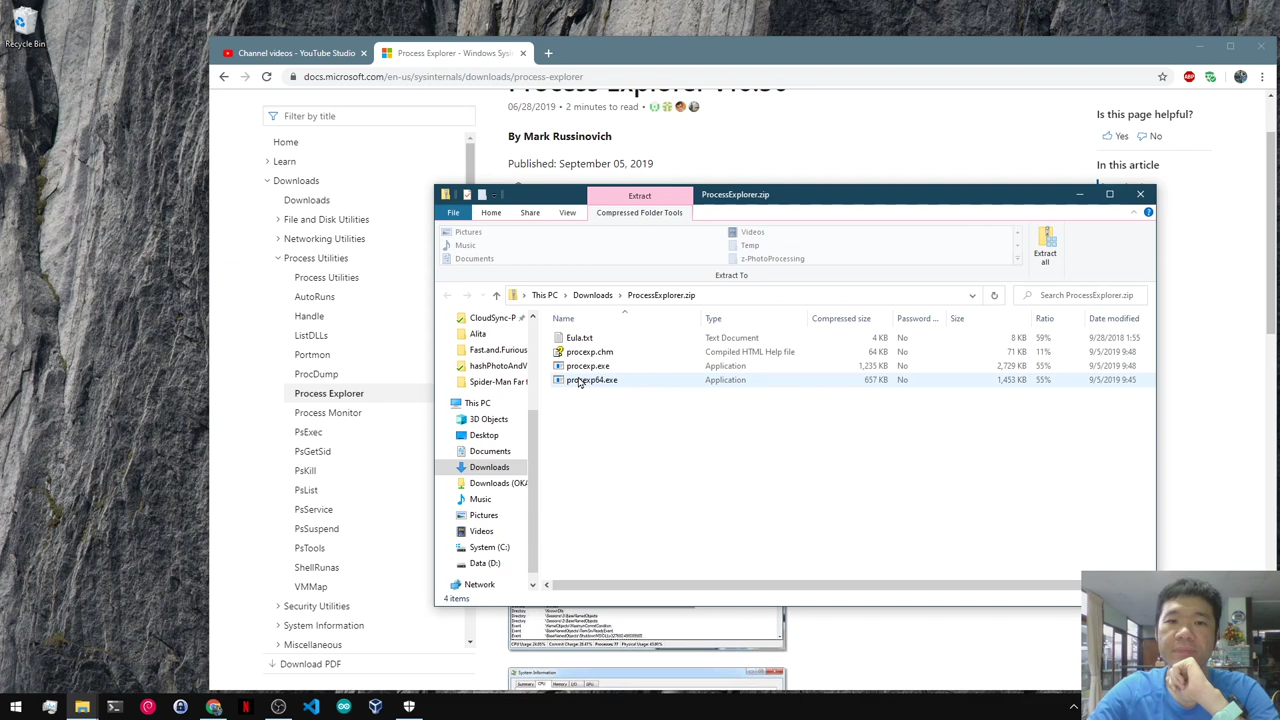 Recycle Bin
Channel videos - YouTube Studio
Process Explorer - Windows Sysin
docs.microsoft.com/en-us/sysinternals/downloads/process-explorer
06/28/2019 • 2 minutes to read •
By Mark Russinovich
Published: September 05, 2019
Is this page helpful?
Yes No
In this article
Filter by title
Home
Learn
Downloads
Downloads
File and Disk Utilities
Networking Utilities
Process Utilities
Process Utilities
AutoRuns
Handle
ListDLLs
Portmon
ProcDump
Process Explorer
Process Monitor
PsExec
PsGetSid
PsKill
PsList
PsService
PsSuspend
PsTools
ShellRunas
VMMap
Security Utilities
System Information
Miscellaneous
Download PDF
Extract
ProcessExplorer.zip
File Home Share View Compressed Folder Tools
Pictures Videos
Music Temp
Documents z-PhotoProcessing
Extract To
Extract all
This PC > Downloads > ProcessExplorer.zip
Search ProcessExplorer.zip
CloudSync-P
Alita
Fast.and.Furious
hashPhotoAndV
Spider-Man Far f
This PC
3D Objects
Desktop
Documents
Downloads
Downloads (OKA
Music
Pictures
Videos
System (C:)
Data (D:)
Network
Name Type Compressed size Password ... Size Ratio Date modified
Eula.txt Text Document 4 KB No 8 KB 59% 9/28/2018 1:55
procexp.chm Compiled HTML Help file 64 KB No 71 KB 11% 9/5/2019 9:48
procexp.exe Application 1,235 KB No 2,729 KB 55% 9/5/2019 9:48
procexp64.exe Application 657 KB No 1,453 KB 55% 9/5/2019 9:45
4 items
System Information